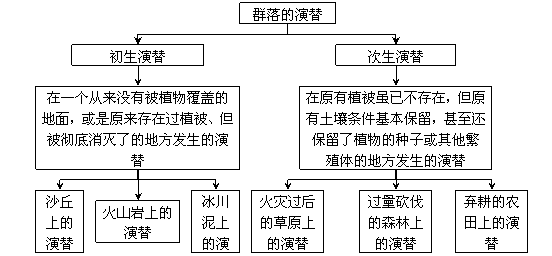 群落的演替
初生演替
次生演替
在一个从来没有被植物覆盖的
地面，或是原来存在过植被、但
被彻底消灭了的地方发生的演
替
在原有植被虽已不存在，但原
有土壤条件基本保留，甚至还
保留了植物的种子或其他繁
殖体的地方发生的演替
沙丘
上的
演替
火山岩上的
演替
冰川
泥上
的演
火灾过后
的草原上
的演替
过量砍伐
的森林上
的演替
弃耕的农
田上的演
替